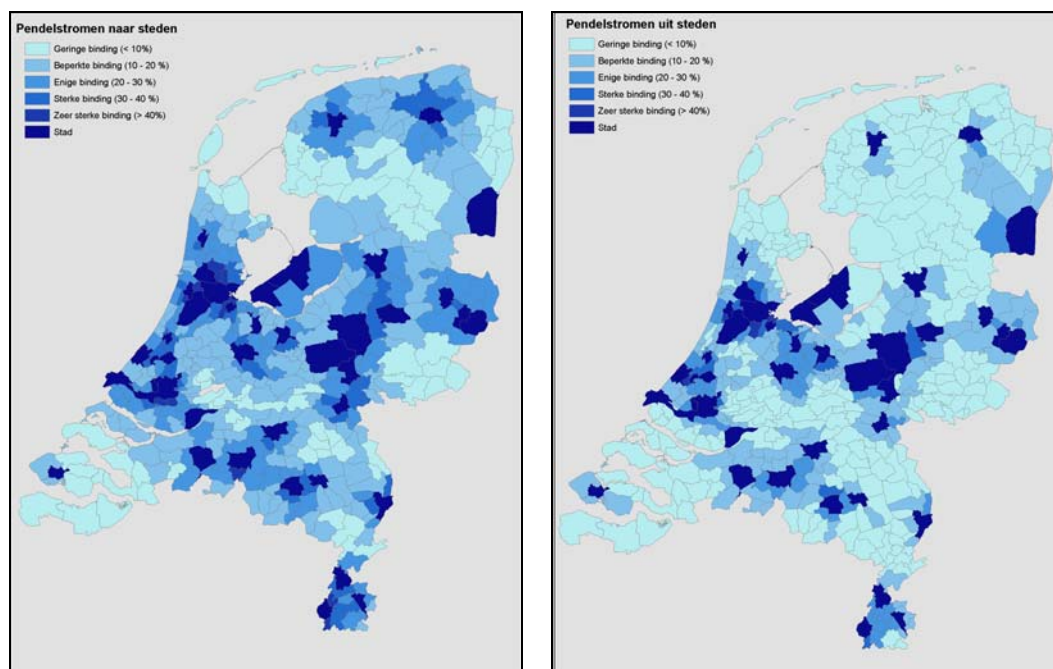 Pendelstromen naar steden
Geringe binding (< 10%)
Beperkte binding (10 - 20 %)
Enige binding (20 - 30 %)
Sterke binding (30 - 40 %)
Zeer sterke binding (> 40%)
Stad
Pendelstromen uit steden
Geringe binding (< 10%)
Beperkte binding (10 - 20 %)
Enige binding (20 - 30 %)
Sterke binding (30 - 40 %)
Zeer sterke binding (> 40%)
Stad